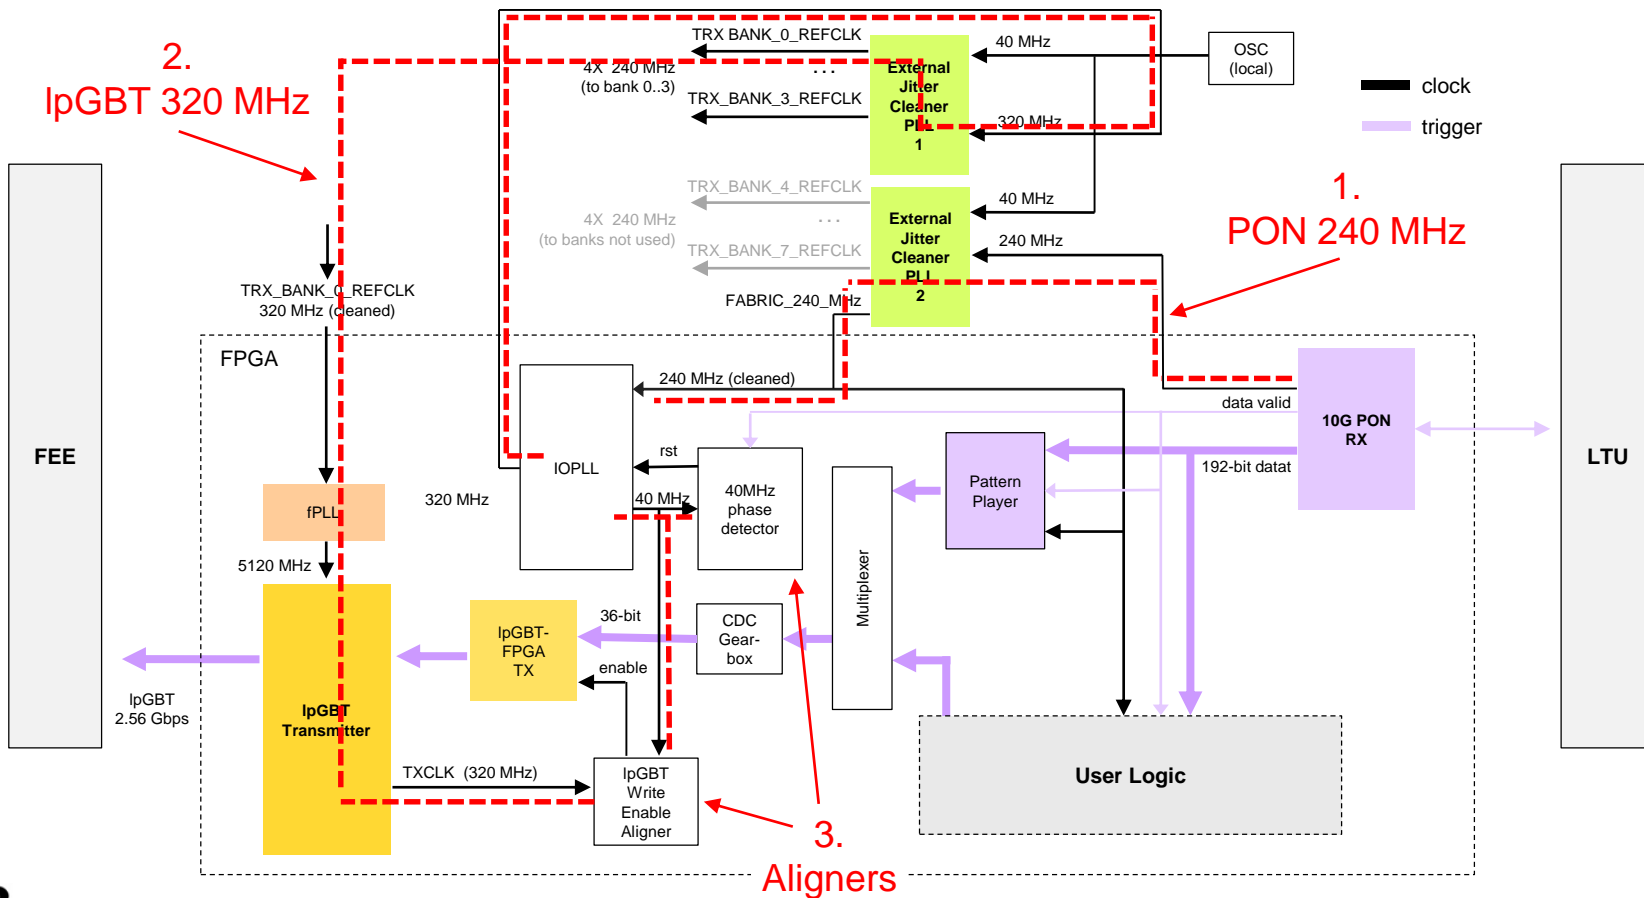 2.
lpGBT 320 MHz
TRX BANK_0_REFCLK
4X 240 MHz
(to bank 0..3)
...
TRX_BANK_3_REFCLK
External
Jitter
Cleaner
PLL
1
40 MHz
320 MHz
OSC
(local)
clock
trigger
TRX_BANK_4_REFCLK
4X 240 MHz
(to banks not used)
...
TRX_BANK_7_REFCLK
External
Jitter
Cleaner
PLL
2
40 MHz
240 MHz
1.
PON 240 MHz
FABRIC_240_MHz
TRX_BANK_0_REFCLK
320 MHz (cleaned)
FPGA
FEE
LTU
240 MHz (cleaned)
data valid
10G PON
RX
192-bit datat
IOPLL
rst
40 MHz
320 MHz
40MHz
phase
detector
Pattern
Player
Multiplexer
fPLL
5120 MHz
36-bit
CDC
Gear-
box
lpGBT-
FPGA
TX
enable
lpGBT
2.56 Gbps
lpGBT
Transmitter
TXCLK (320 MHz)
lpGBT
Write
Enable
Aligner
User Logic
3.
Aligners